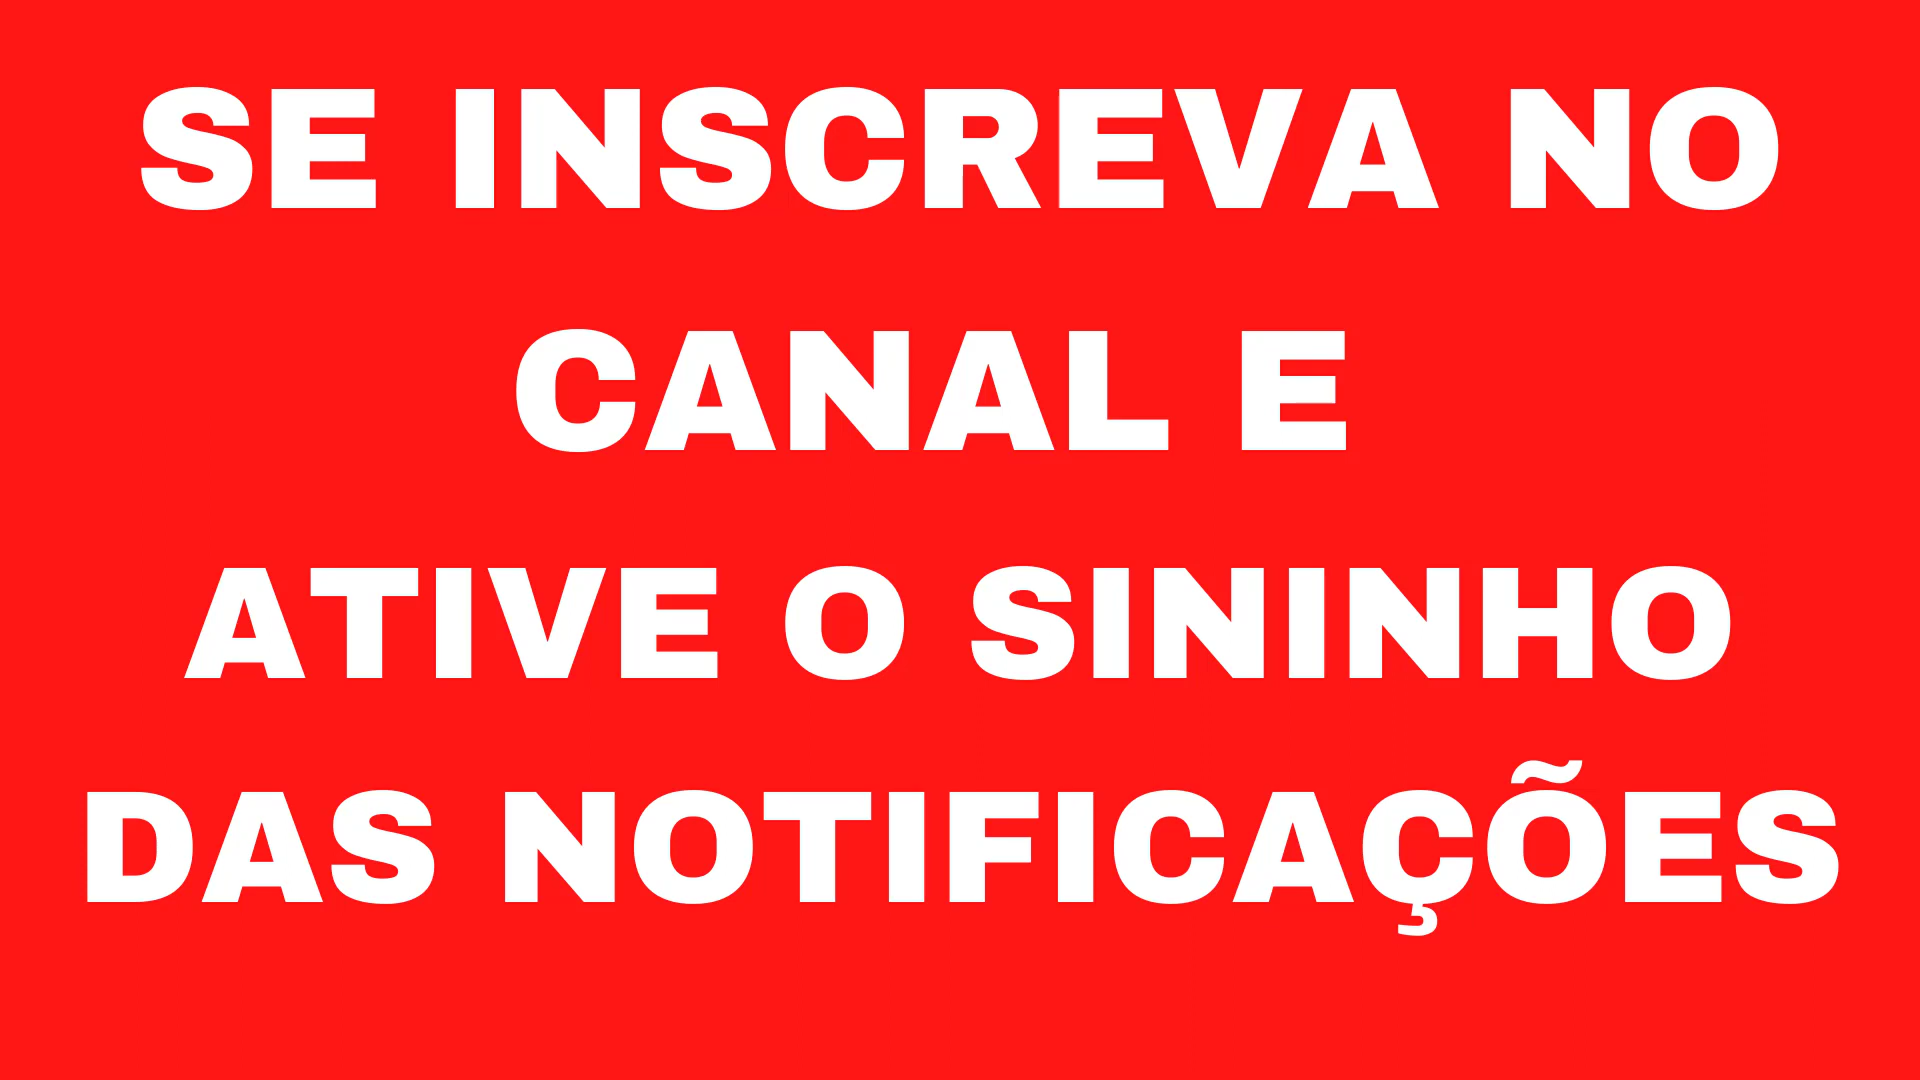 SE INSCREVA NO
CANAL E
ATIVE O SININHO
DAS NOTIFICAÇÕES